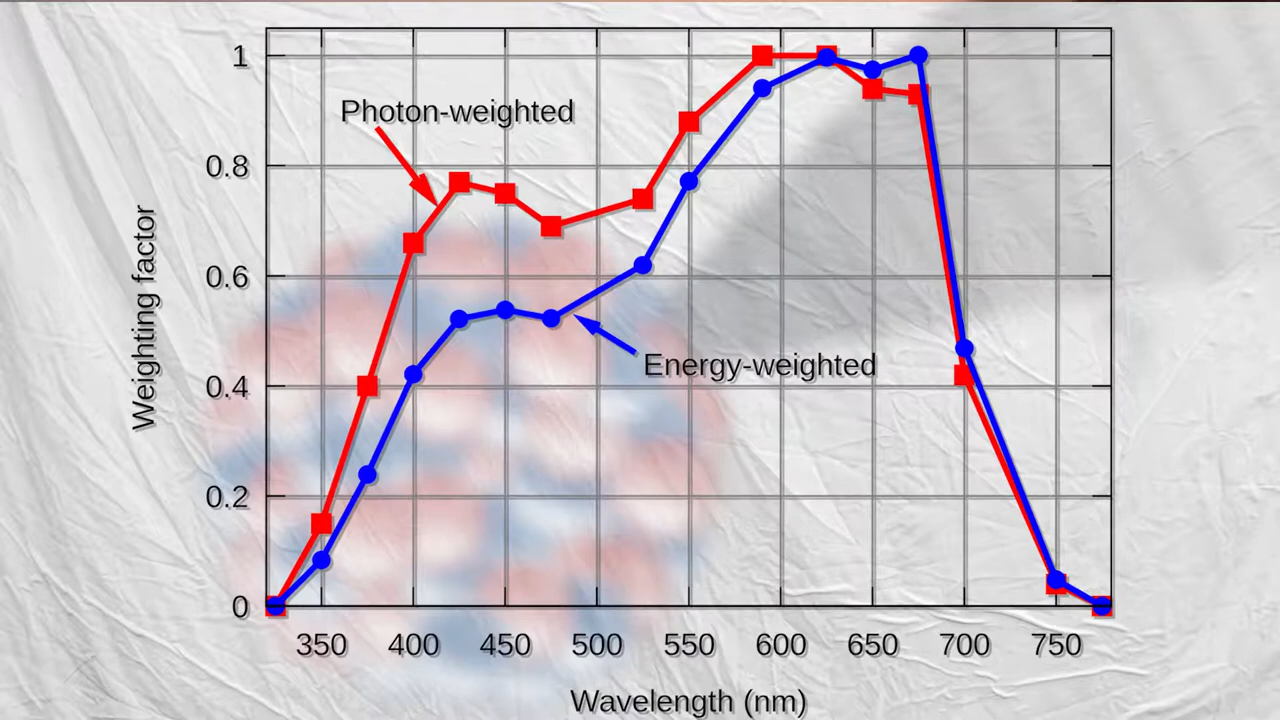 1
0.8
0.6
0.4
0.2
0
Weighting factor
Photon-weighted
Energy-weighted
350 400 450 500 550 600 650 700 750
Wavelength (nm)